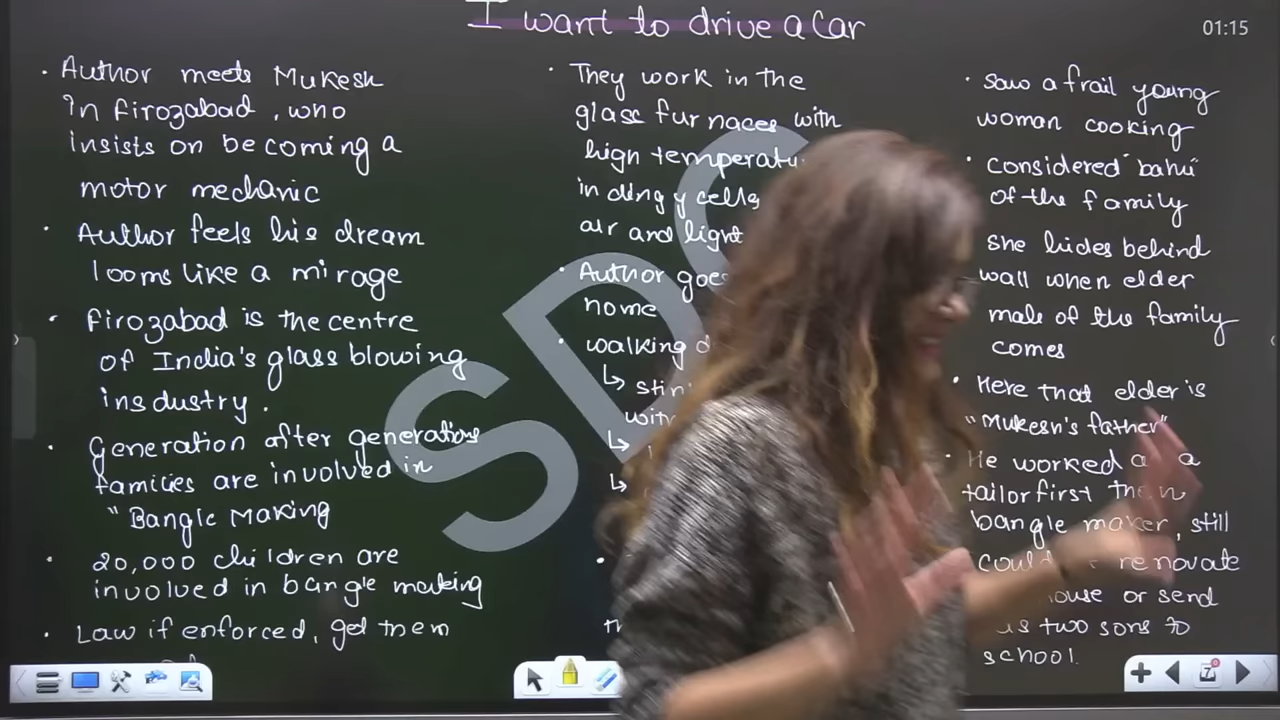 I want to drive a Car
01:15
• Author meets Mukesh
in firozabad, who
insists on becoming a
motor mechanic
• Author feels his dream
looms like a mirage
• firozabad is the centre
of India's glass blowing
insdustry.
• Generation after generations
families are involved in
"Bangle Making
• 20,000 children are
involved in bangle making
• Law if enforced, get them
• They work in the
glass furnaces with
high
in dingy cells,
air and light
• Author goes
home
• walking
↳
↳
↳
• saw a frail young
woman cooking
• considered "bahu"
of the family
she hides behind
wall when elder
male of the family
comes
• Here that elder is
"Mukesh's father"
• He worked a
tailor first then
bangle maker, still
renovate
or send
two sons to
school.
SDC
7